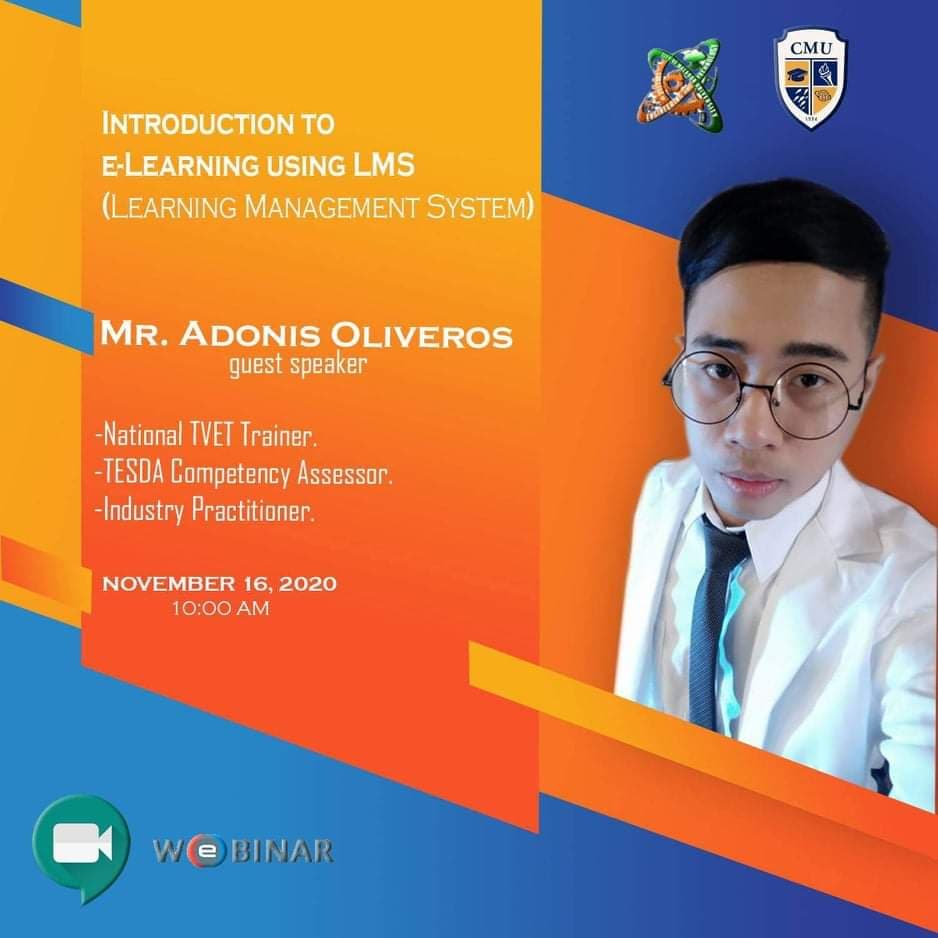 INTRODUCTION TO
E-LEARNING USING LMS
(LEARNING MANAGEMENT SYSTEM)
MR. ADONIS OLIVEROS
guest speaker
-National TVET Trainer.
-TESDA Competency Assessor.
-Industry Practitioner.
NOVEMBER 16, 2020
10:00 AM
CMU
WeBINAR